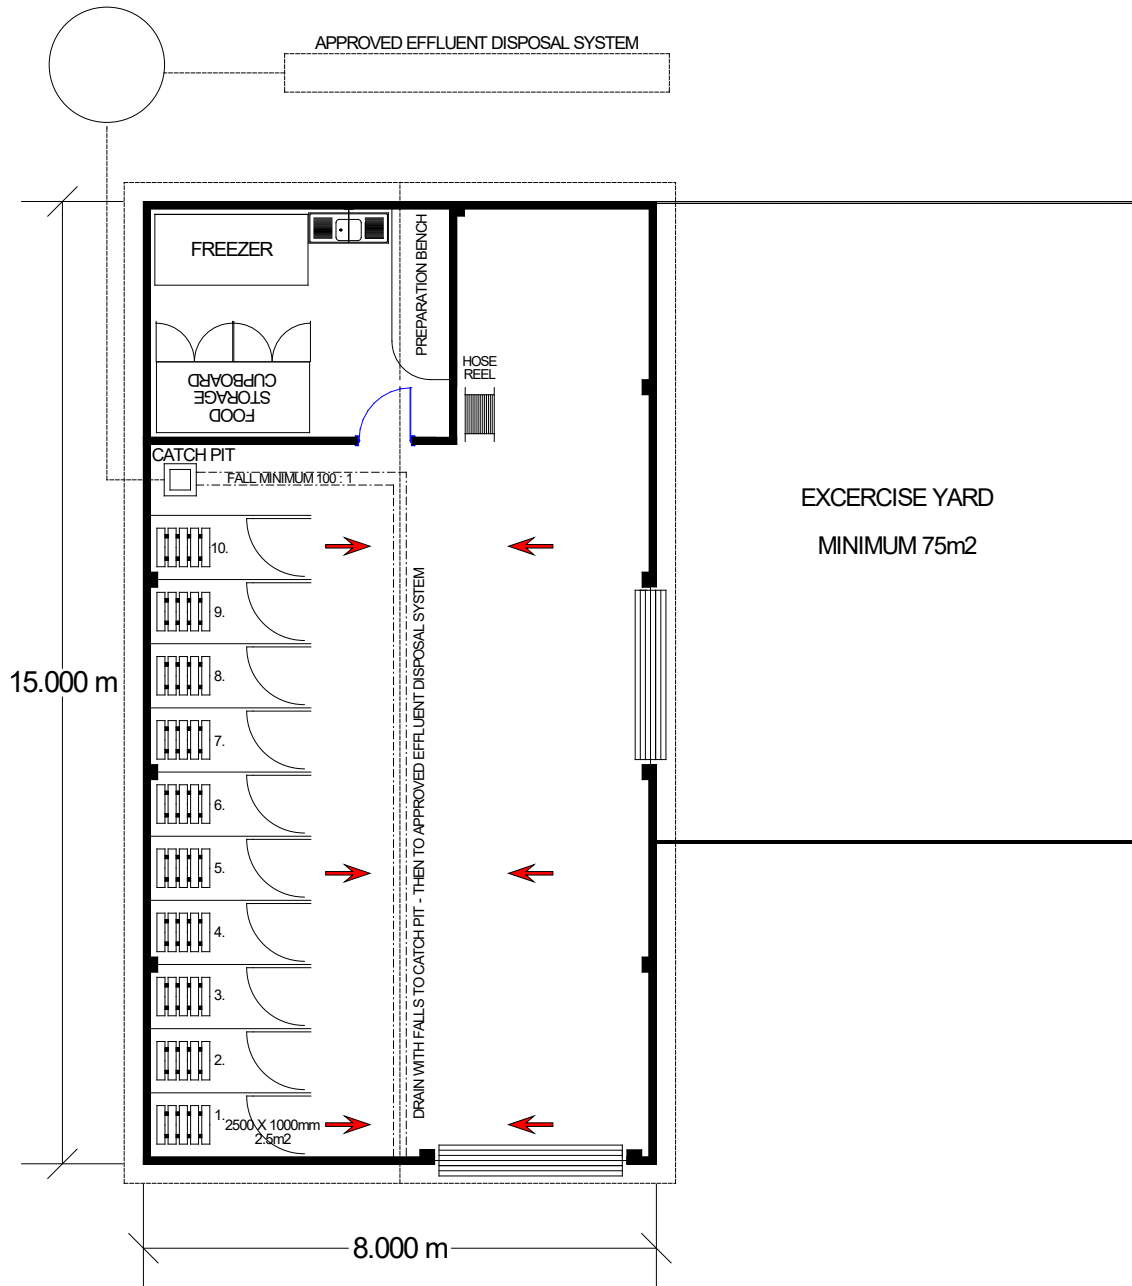 APPROVED EFFLUENT DISPOSAL SYSTEM
FREEZER
PREPARATION BENCH
HOSE
REEL
FOOD
STORAGE
CUPBOARD
CATCH PIT
FALL MINIMUM 100 : 1
EXCERCISE YARD
MINIMUM 75m2
10.
9.
8.
15.000 m
7.
6.
5.
4.
3.
2.
1.
2500 X 1000mm
2.5m2
DRAIN WITH FALLS TO CATCH PIT - THEN TO APPROVED EFFLUENT DISPOSAL SYSTEM
8.000 m